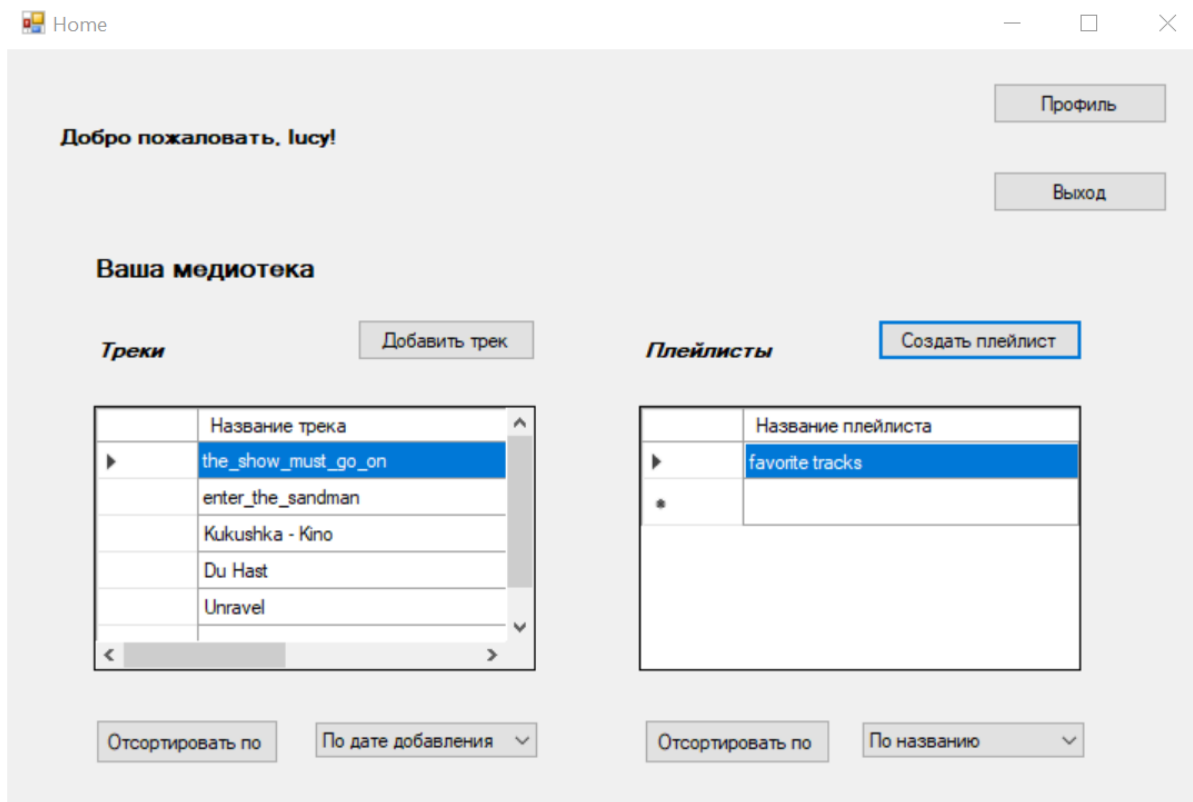 Home
Профиль
Добро пожаловать, lucy!
Выход
Ваша медиотека
Треки
Добавить трек
Плейлисты
Создать плейлист
Название трека
the_show_must_go_on
enter_the_sandman
Kukushka - Kino
Du Hast
Unravel
Название плейлиста
favorite tracks
Отсортировать по
По дате добавления
Отсортировать по
По названию